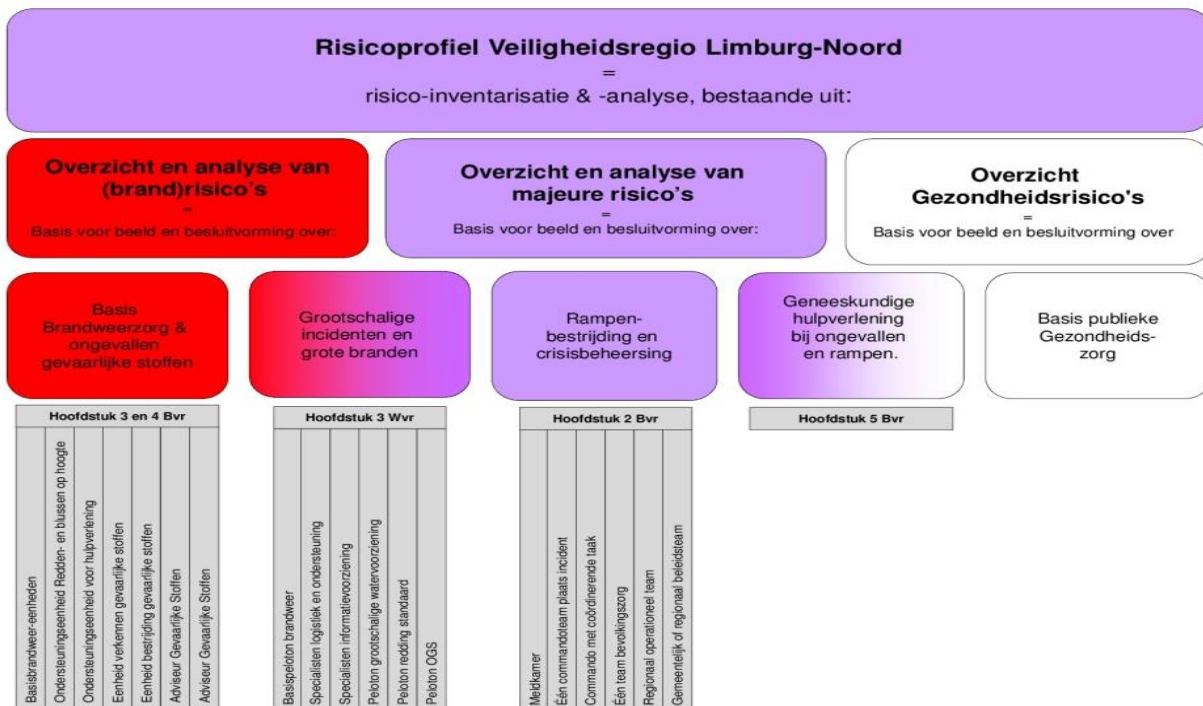 Risicoprofiel Veiligheidsregio Limburg-Noord
=
risico-inventarisatie & -analyse, bestaande uit:
Overzicht en analyse van
(brand)risico's
=
Basis voor beeld en besluitvorming over:
Overzicht en analyse van
majeure risico's
=
Basis voor beeld en besluitvorming over:
Overzicht
Gezondheidsrisico's
=
Basis voor beeld en besluitvorming over
Basis
Brandweerzorg &
ongevallen
gevaarlijke stoffen
Grootschalige
incidenten en
grote branden
Rampen-
bestrijding en
crisisbeheersing
Geneeskundige
hulpverlening
bij ongevallen
en rampen.
Basis publieke
Gezondheids-
zorg
Hoofdstuk 3 en 4 Bvr
Basisbrandweer-eenheden
Ondersteuningseenheid Redden- en blussen op hoogte
Ondersteuningseenheid voor hulpverlening
Eenheid verkennen gevaarlijke stoffen
Eenheid bestrijding gevaarlijke stoffen
Adviseur Gevaarlijke Stoffen
Adviseur Gevaarlijke Stoffen
Hoofdstuk 3 Wvr
Basispeloton brandweer
Specialisten logistiek en ondersteuning
Specialisten informatievoorziening
Peloton grootschalige watervoorziening
Peloton redding standaard
Peloton OGS
Hoofdstuk 2 Bvr
Meldkamer
Één commandoteam plaats incident
Commando met coördinerende taak
Één team bevolkingszorg
Regionaal operationeel team
Gemeentelijk of regionaal beleidsteam
Hoofdstuk 5 Bvr